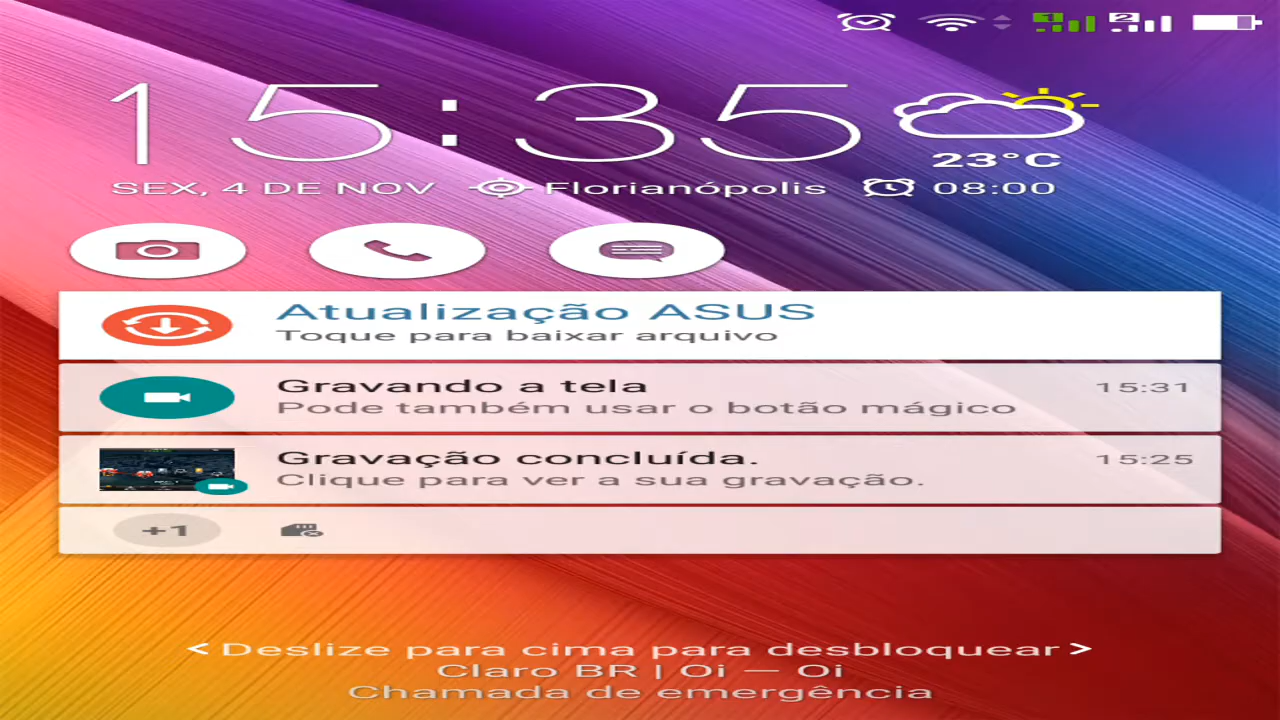 1 2
15:35
23°C
SEX, 4 DE NOV Florianópolis 08:00
Atualização ASUS
Toque para baixar arquivo
Gravando a tela 15:31
Pode também usar o botão mágico
Gravação concluída. 15:25
Clique para ver a sua gravação.
+1
< Deslize para cima para desbloquear >
Claro BR | Oi — Oi
Chamada de emergência